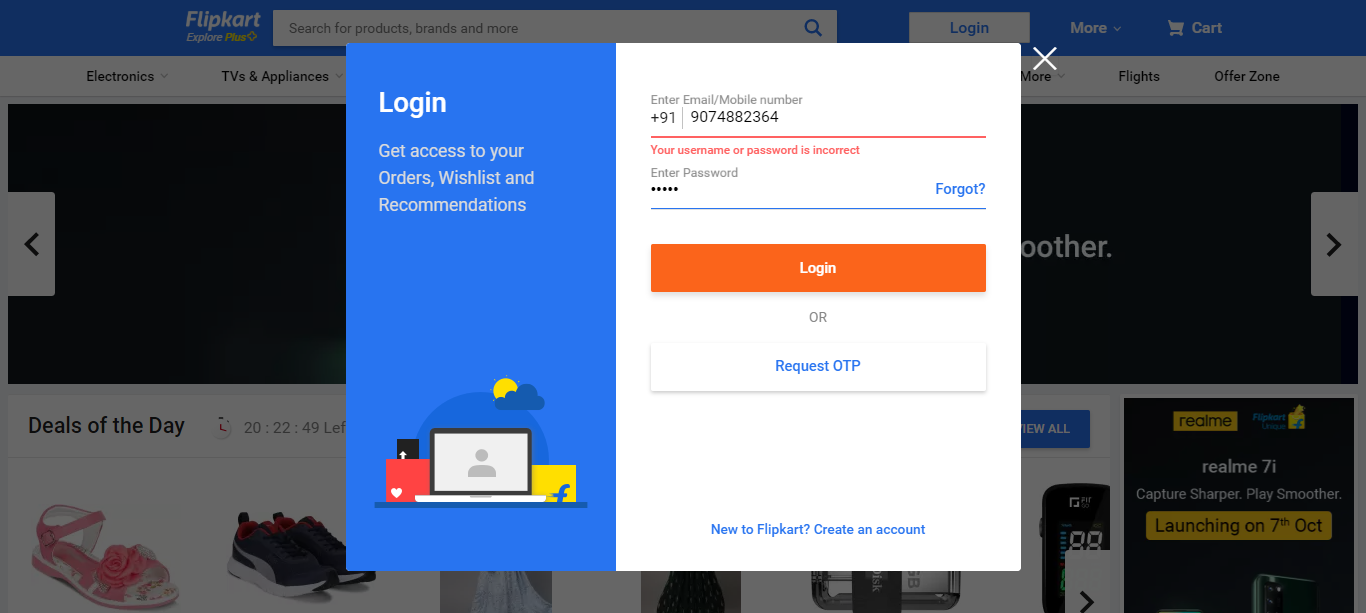 Flipkart
Explore Plus
Search for products, brands and more
Login
More
Cart
Electronics
TVs & Appliances
More
Flights
Offer Zone
Login
Get access to your
Orders, Wishlist and
Recommendations
Enter Email/Mobile number
+91 9074882364
Your username or password is incorrect
Enter Password
•••••
Forgot?
Login
OR
Request OTP
New to Flipkart? Create an account
oother.
Deals of the Day
20 : 22 : 49 Lef
VIEW ALL
realme
Flipkart
Unique
realme 7i
Capture Sharper. Play Smoother.
Launching on 7th Oct
88